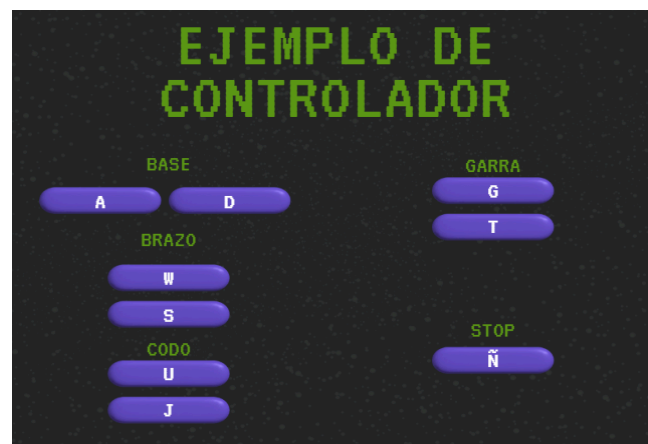 EJEMPLO DE
CONTROLADOR
BASE
A D
BRAZO
W
S
CODO
U
J
GARRA
G
T
STOP
Ñ